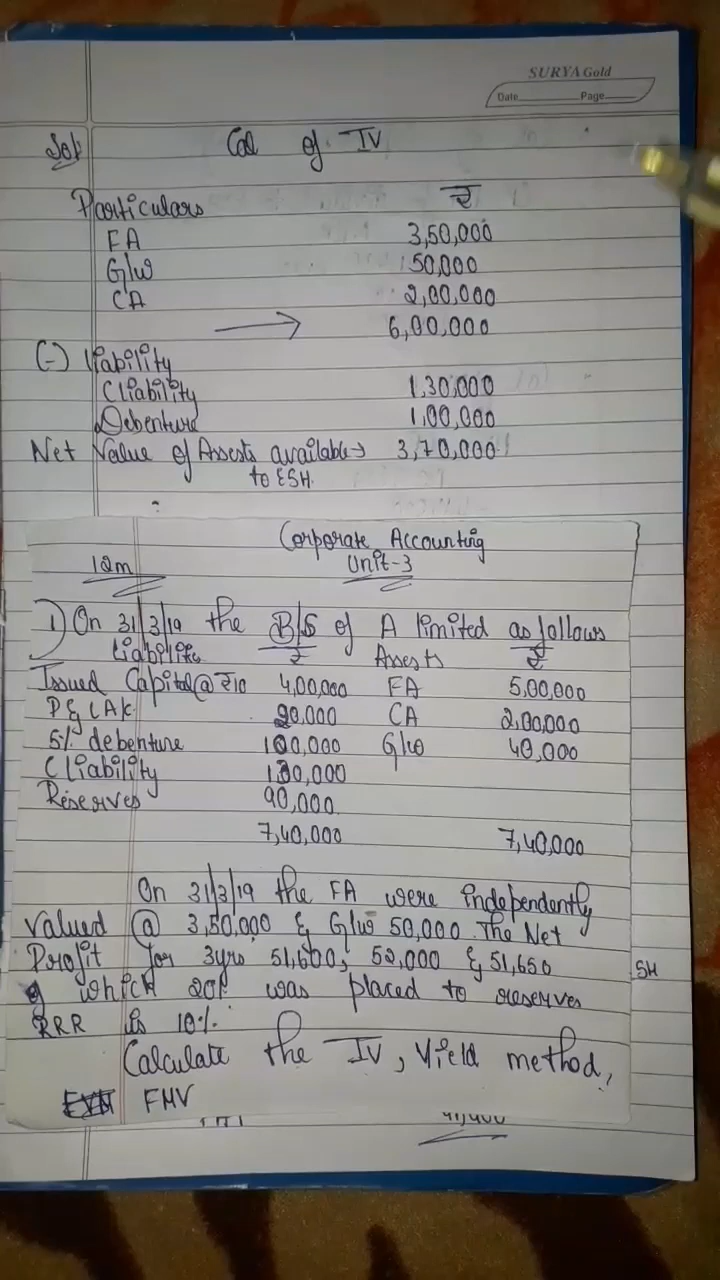 SURYA Gold
Date Page
Sol Cal of IV
Particulars ₹
FA 3,50,000
G/w 50,000
CA 2,00,000
6,00,000
(-) Liability
C liability 1,30,000
Debenture 1,00,000
Net Value of Assests available → 3,70,000
to ESH
Corporate Accounting
12m Unit-3
1) On 31/3/19 the B/S of A limited as follows
Liabilite ₹ Assests ₹
Issued Capital @ ₹10 4,00,000 FA 5,00,000
P&L A/c 20,000 CA 2,00,000
5% debenture 100,000 G/w 40,000
C liability 130,000
Reserves 90,000
7,40,000 7,40,000
On 31/3/19 the FA were independently
valued @ 3,50,000 & G/w 50,000 The Net
Profit for 3yrs 51,600, 52,000 & 51,650
which 20% was placed to reserves SH
RRR is 10%
Calculate the IV, Yield method,
FMV